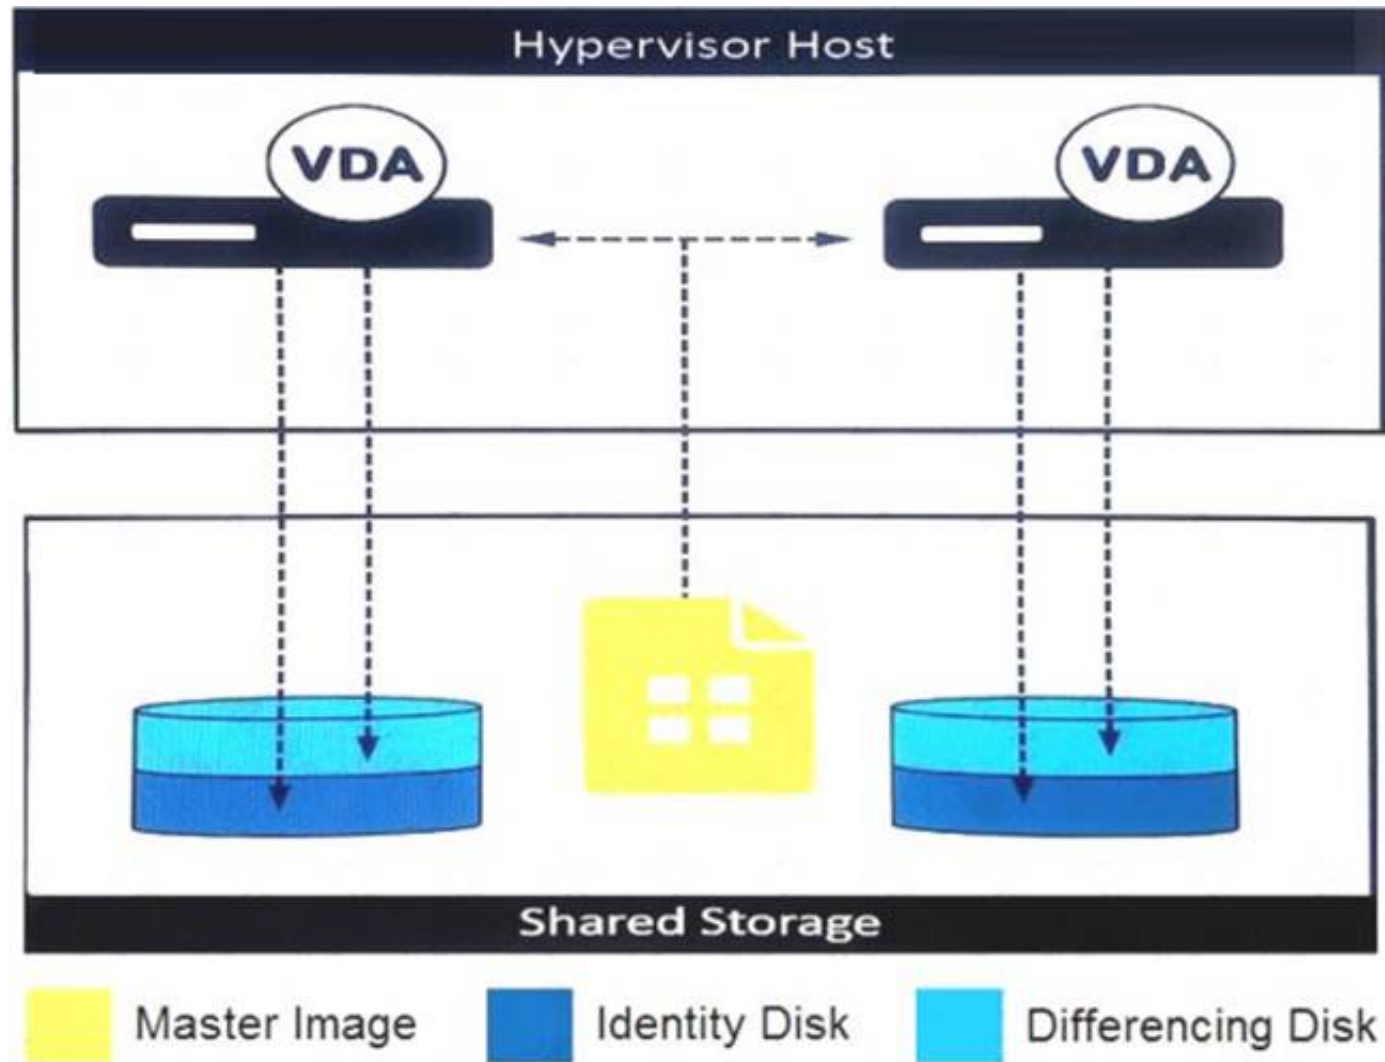 Hypervisor Host
VDA
VDA
Shared Storage
Master Image
Identity Disk
Differencing Disk